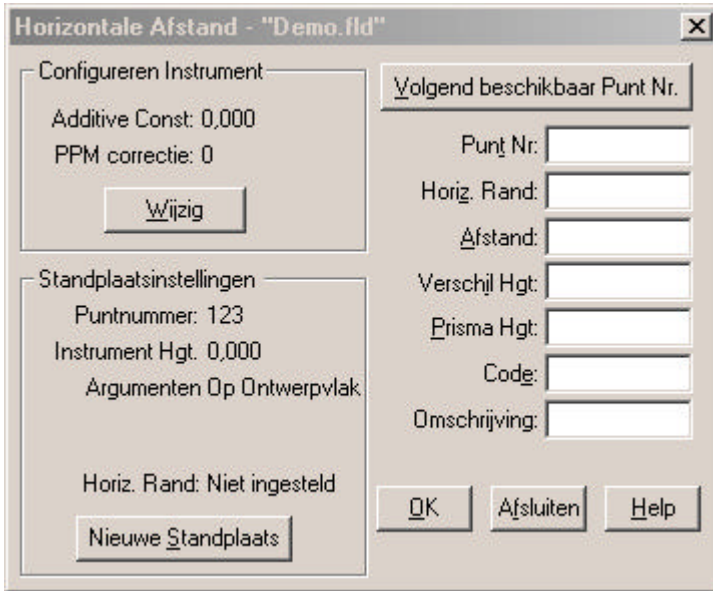 Horizontale Afstand - "Demo.fld"
Configureren Instrument
Additive Const: 0,000
PPM correctie: 0
Wijzig
Standplaatsinstellingen
Puntnummer: 123
Instrument Hgt. 0,000
Argumenten Op Ontwerpvlak
Horiz. Rand: Niet ingesteld
Nieuwe Standplaats
Volgend beschikbaar Punt Nr.
Punt Nr:
Horiz. Rand:
Afstand:
Verschil Hgt:
Prisma Hgt:
Code:
Omschrijving:
OK
Afsluiten
Help